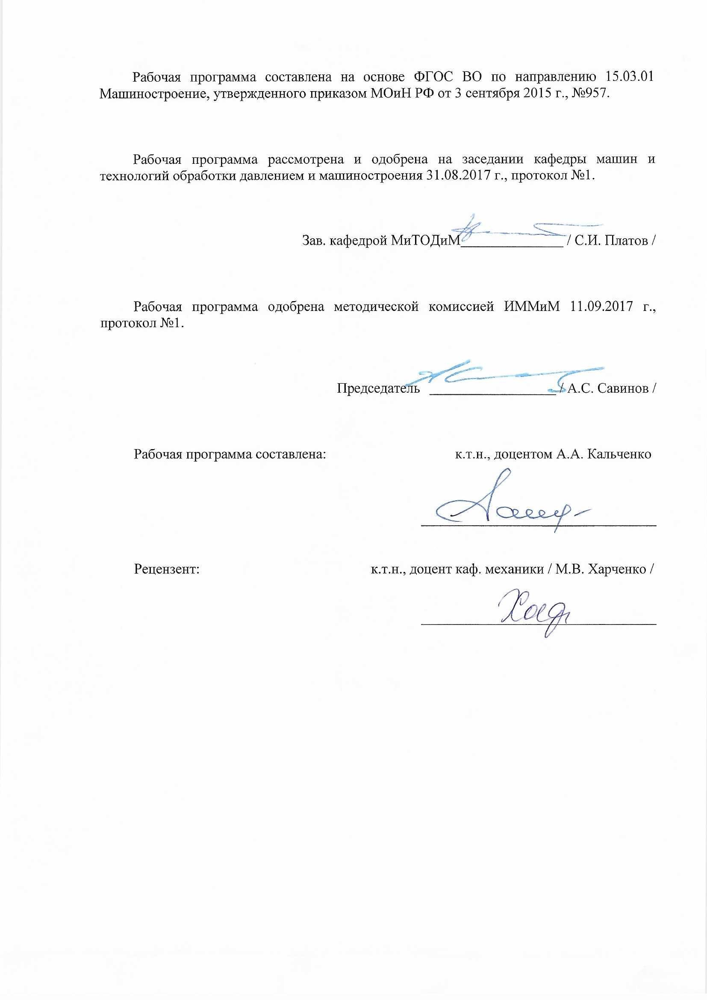 Рабочая программа составлена на основе ФГОС ВО по направлению 15.03.01
Машиностроение, утвержденного приказом МОиН РФ от 3 сентября 2015 г., №957.
Рабочая программа рассмотрена и одобрена на заседании кафедры машин и
технологий обработки давлением и машиностроения 31.08.2017 г., протокол №1.
Зав. кафедрой МиТОДиМ_______________ / С.И. Платов /
Рабочая программа одобрена методической комиссией ИММиМ 11.09.2017 г.,
протокол №1.
Председатель __________________ / А.С. Савинов /
Рабочая программа составлена: к.т.н., доцентом А.А. Кальченко
Рецензент: к.т.н., доцент каф. механики / М.В. Харченко /